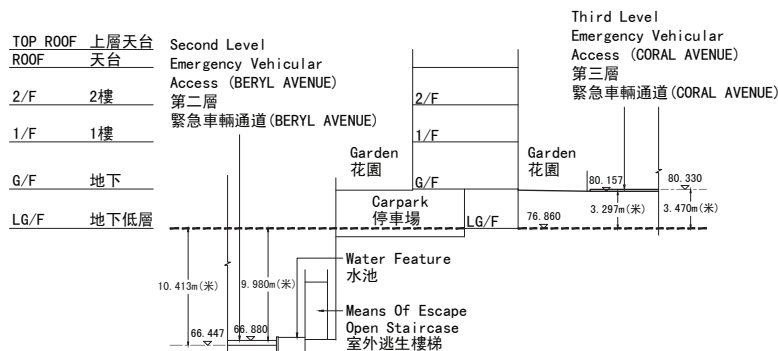 TOP ROOF 上層天台
ROOF 天台
2/F 2樓
1/F 1樓
G/F 地下
LG/F 地下低層
Second Level
Emergency Vehicular
Access (BERYL AVENUE)
第二層
緊急車輛通道(BERYL AVENUE)
Third Level
Emergency Vehicular
Access (CORAL AVENUE)
第三層
緊急車輛通道(CORAL AVENUE)
2/F
1/F
G/F
LG/F
Garden
花園
Garden
花園
Carpark
停車場
80.157
80.330
3.297m(米)
3.470m(米)
76.860
10.413m(米)
9.980m(米)
66.447
66.880
Water Feature
水池
Means Of Escape
Open Staircase
室外逃生樓梯